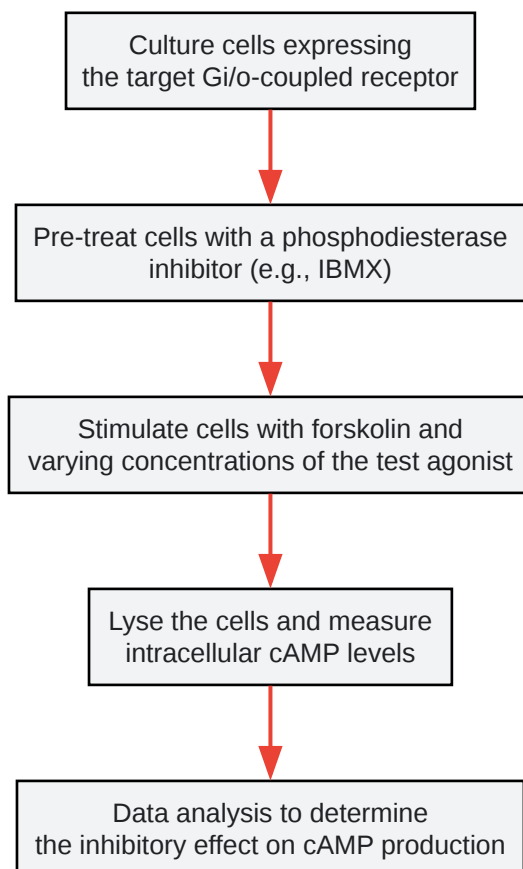 Culture cells expressing
the target Gi/o-coupled receptor
Pre-treat cells with a phosphodiesterase
inhibitor (e.g., IBMX)
Stimulate cells with forskolin and
varying concentrations of the test agonist
Lyse the cells and measure
intracellular cAMP levels
Data analysis to determine
the inhibitory effect on cAMP production